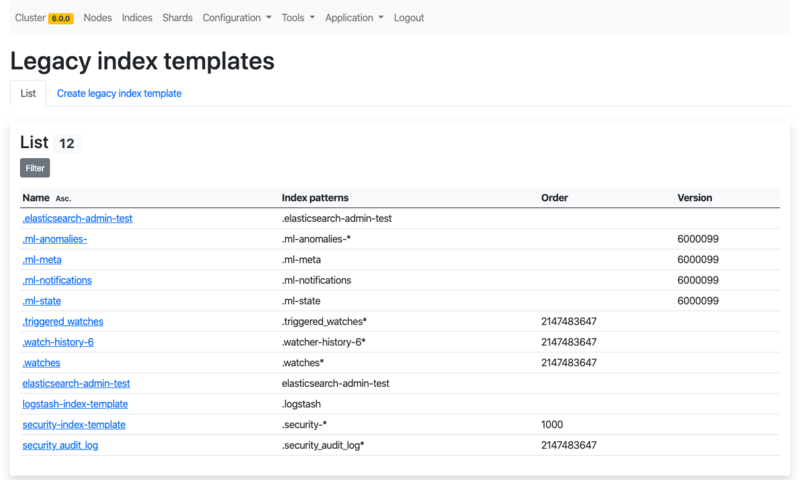 Cluster 6.0.0 Nodes Indices Shards Configuration Tools Application Logout
Legacy index templates
List Create legacy index template
List 12
Filter
Name Asc. Index patterns Order Version
.elasticsearch-admin-test .elasticsearch-admin-test
.ml-anomalies- .ml-anomalies-* 6000099
.ml-meta .ml-meta 6000099
.ml-notifications .ml-notifications 6000099
.ml-state .ml-state 6000099
.triggered_watches .triggered_watches* 2147483647
.watch-history-6 .watcher-history-6* 2147483647
.watches .watches* 2147483647
elasticsearch-admin-test elasticsearch-admin-test
logstash-index-template .logstash
security-index-template .security-* 1000
security_audit_log .security_audit_log* 2147483647